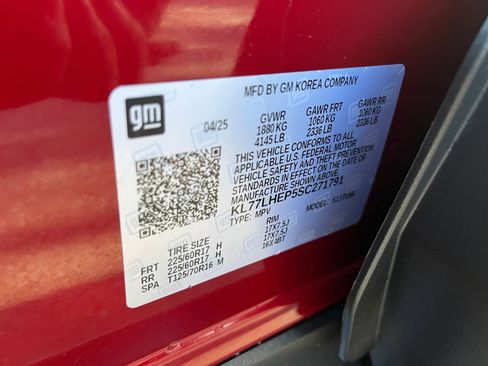 gm
MFD BY GM KOREA COMPANY
04/25 GVWR GAWR FRT GAWR RR
1880 KG 1060 KG 1060 KG
4145 LB 2336 LB 2336 LB
THIS VEHICLE CONFORMS TO ALL
APPLICABLE U.S. FEDERAL MOTOR
VEHICLE SAFETY AND THEFT PREVENTION
STANDARDS IN EFFECT ON THE DATE OF
MANUFACTURE SHOWN ABOVE.
KL77LHEP5SC271791
TYPE: MPV
TIRE SIZE RIM
FRT 225/60R17 H 17X7.5J
RR 225/60R17 H 17X7.5J
SPA T125/70R16 M 16X4BT